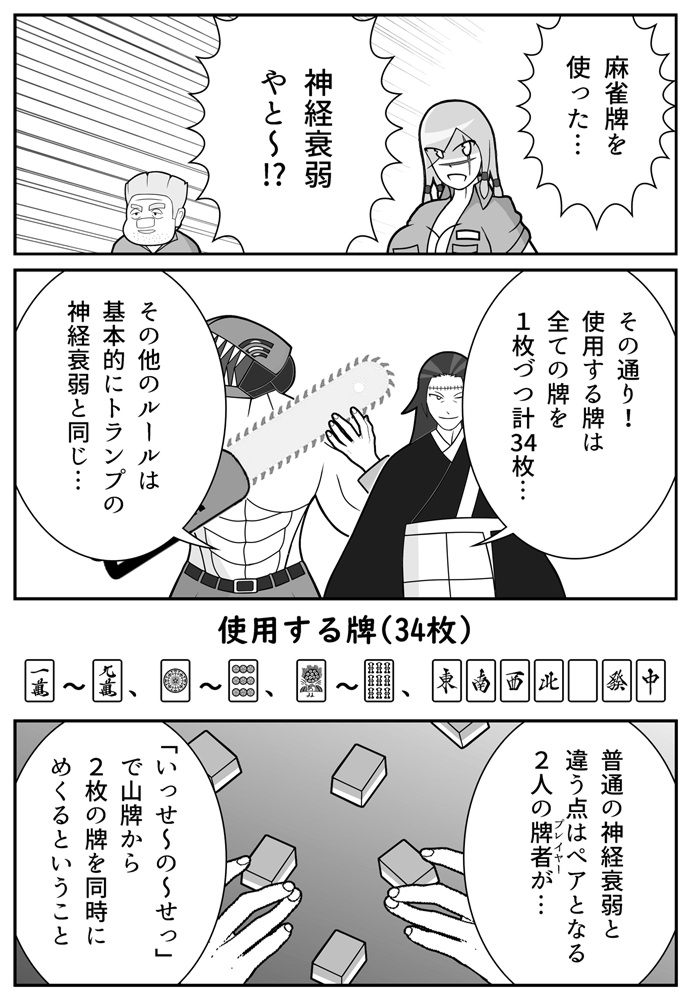 麻雀牌を
使った…
神経衰弱
やと～!?
その通り！
使用する牌は
全ての牌を
１枚づつ計34枚…
その他のルールは
基本的にトランプの
神経衰弱と同じ…
使用する牌(34枚)
一萬～九萬、～、～、東南西北發中
普通の神経衰弱と
違う点はペアとなる
２人の牌者が…
プレイヤー
「いっせ～の～せっ」
で山牌から
２枚の牌を同時に
めくるということ